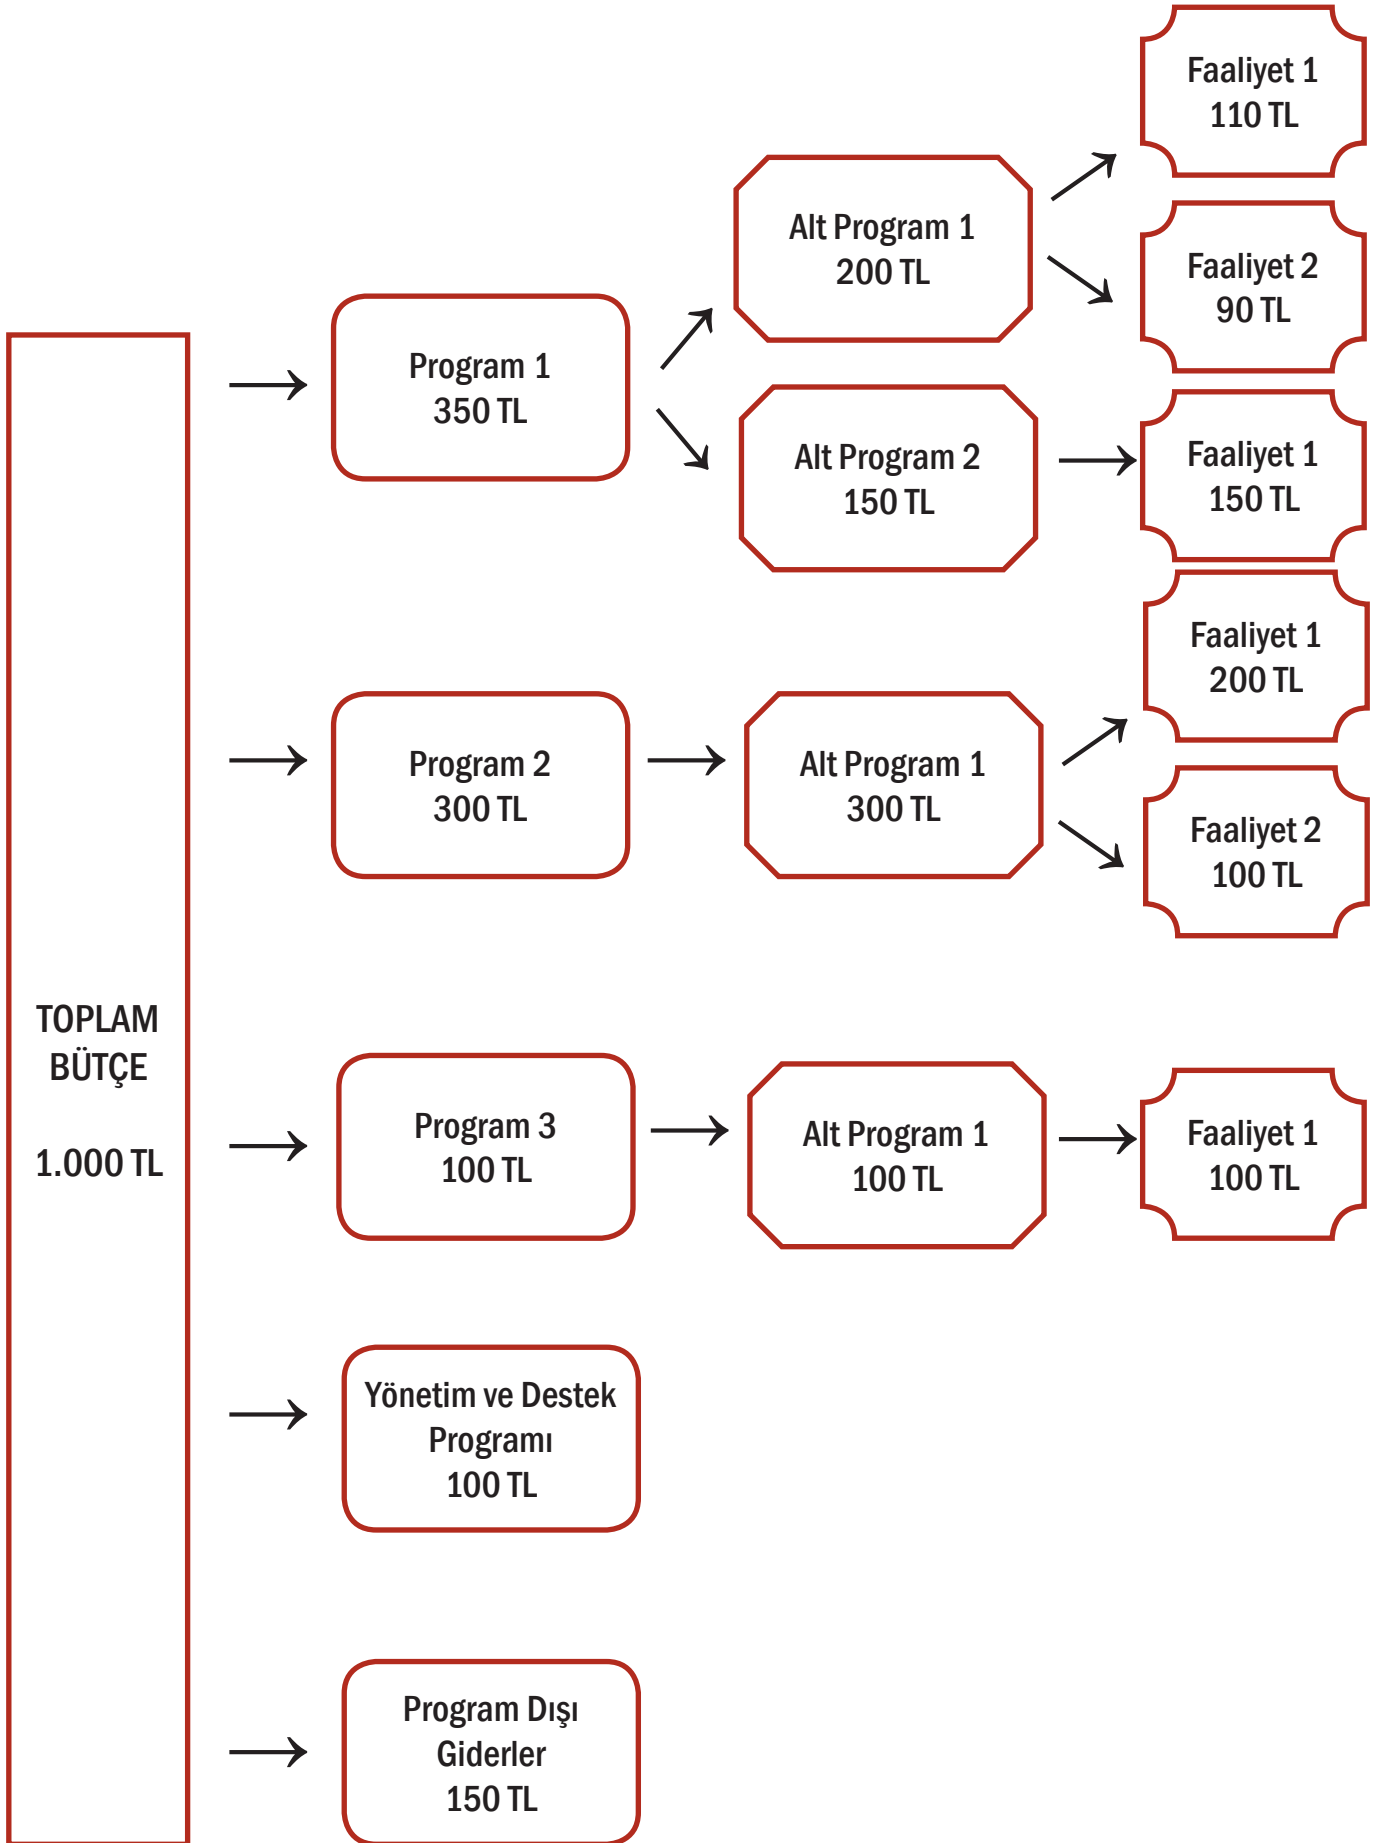 TOPLAM
BÜTÇE
1.000 TL
Program 1
350 TL
Alt Program 1
200 TL
Faaliyet 1
110 TL
Faaliyet 2
90 TL
Alt Program 2
150 TL
Faaliyet 1
150 TL
Program 2
300 TL
Alt Program 1
300 TL
Faaliyet 1
200 TL
Faaliyet 2
100 TL
Program 3
100 TL
Alt Program 1
100 TL
Faaliyet 1
100 TL
Yönetim ve Destek
Programı
100 TL
Program Dışı
Giderler
150 TL